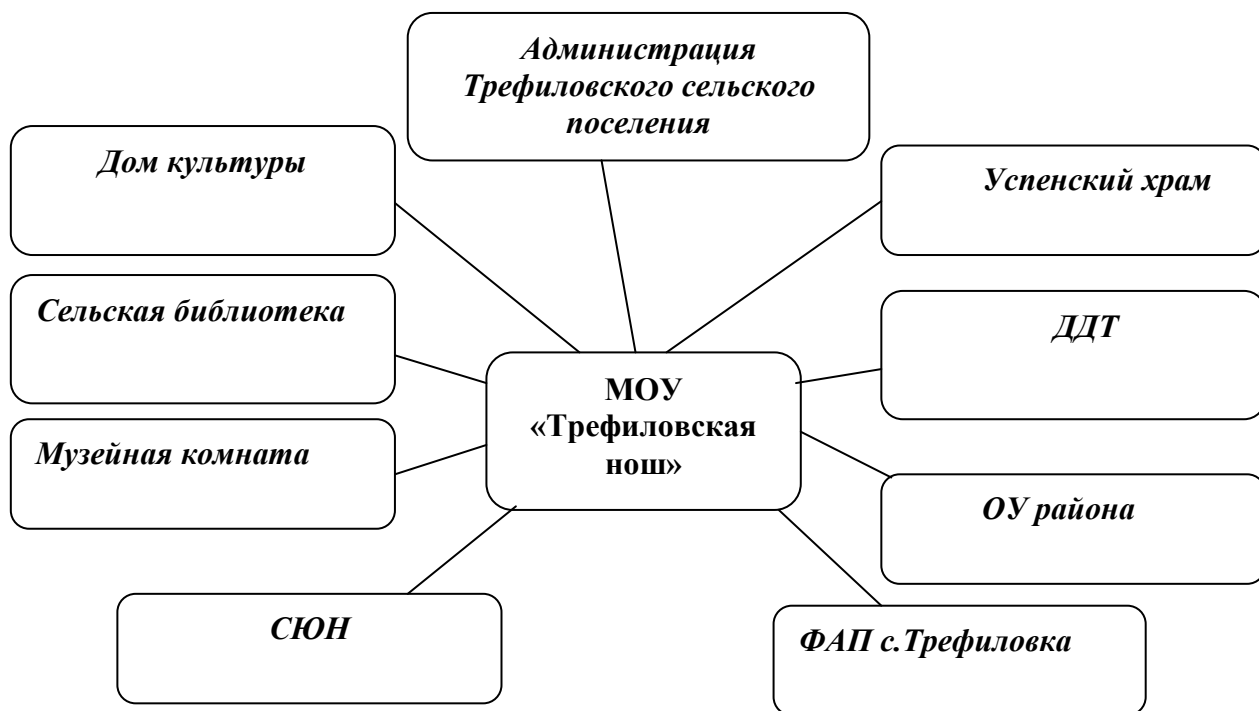 Администрация
Трефиловского сельского
поселения
Дом культуры
Успенский храм
Сельская библиотека
ДДТ
МОУ
«Трефиловская
нош»
Музейная комната
ОУ района
СЮН
ФАП с.Трефиловка